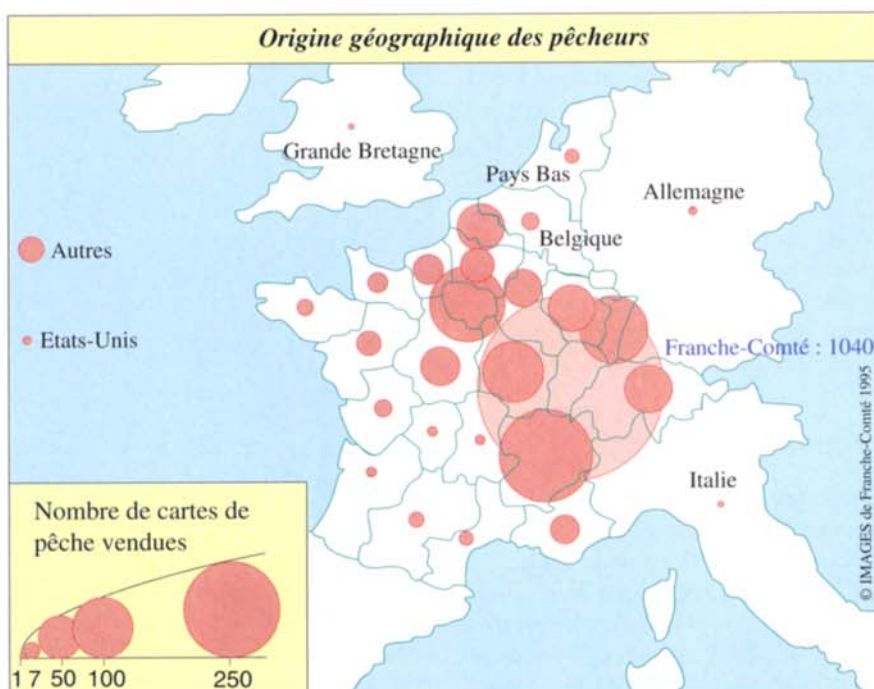 Origine géographique des pêcheurs
Grande Bretagne
Pays Bas
Allemagne
Belgique
Autres
Etats-Unis
Franche-Comté : 1040
Italie
Nombre de cartes de
pêche vendues
1 7 50 100 250
© IMAGES de Franche-Comté 1995